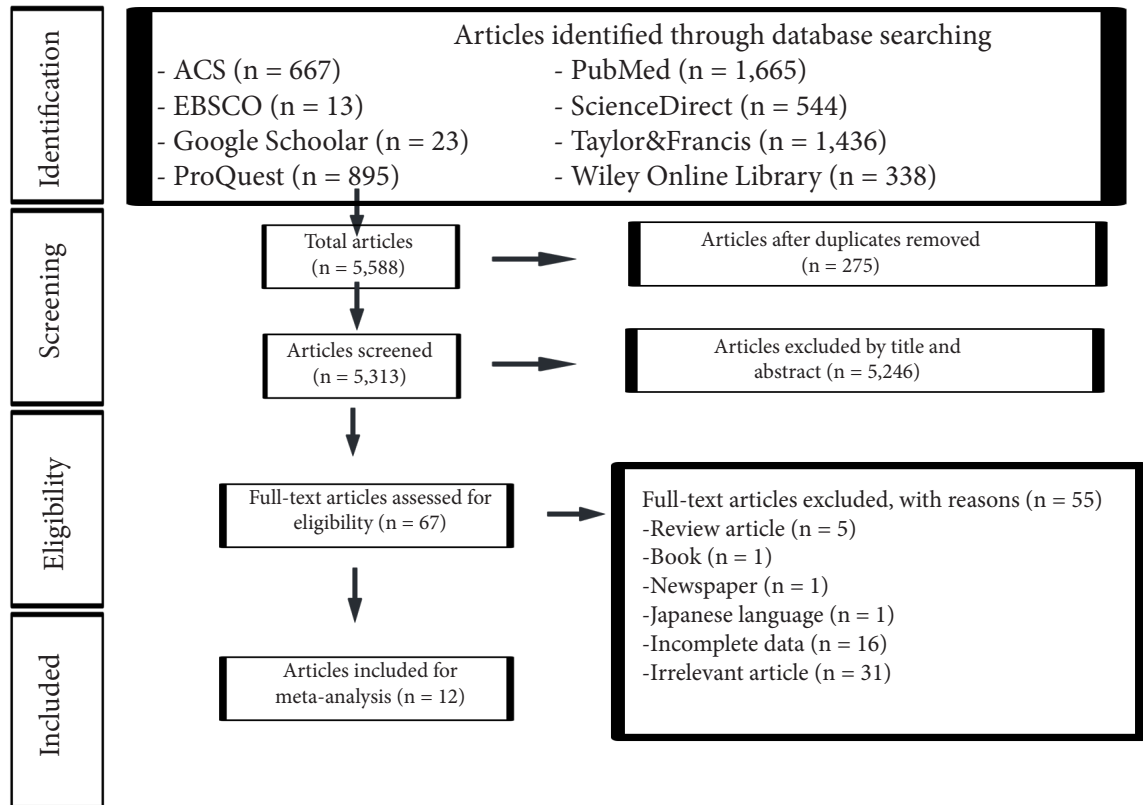 Identification
Articles identified through database searching
- ACS (n = 667)
- EBSCO (n = 13)
- Google Schoolar (n = 23)
- ProQuest (n = 895)
- PubMed (n = 1,665)
- ScienceDirect (n = 544)
- Taylor&Francis (n = 1,436)
- Wiley Online Library (n = 338)
Screening
Total articles
(n = 5,588)
Articles after duplicates removed
(n = 275)
Articles screened
(n = 5,313)
Articles excluded by title and
abstract (n = 5,246)
Eligibility
Full-text articles assessed for
eligibility (n = 67)
Full-text articles excluded, with reasons (n = 55)
-Review article (n = 5)
-Book (n = 1)
-Newspaper (n = 1)
-Japanese language (n = 1)
-Incomplete data (n = 16)
-Irrelevant article (n = 31)
Included
Articles included for
meta-analysis (n = 12)